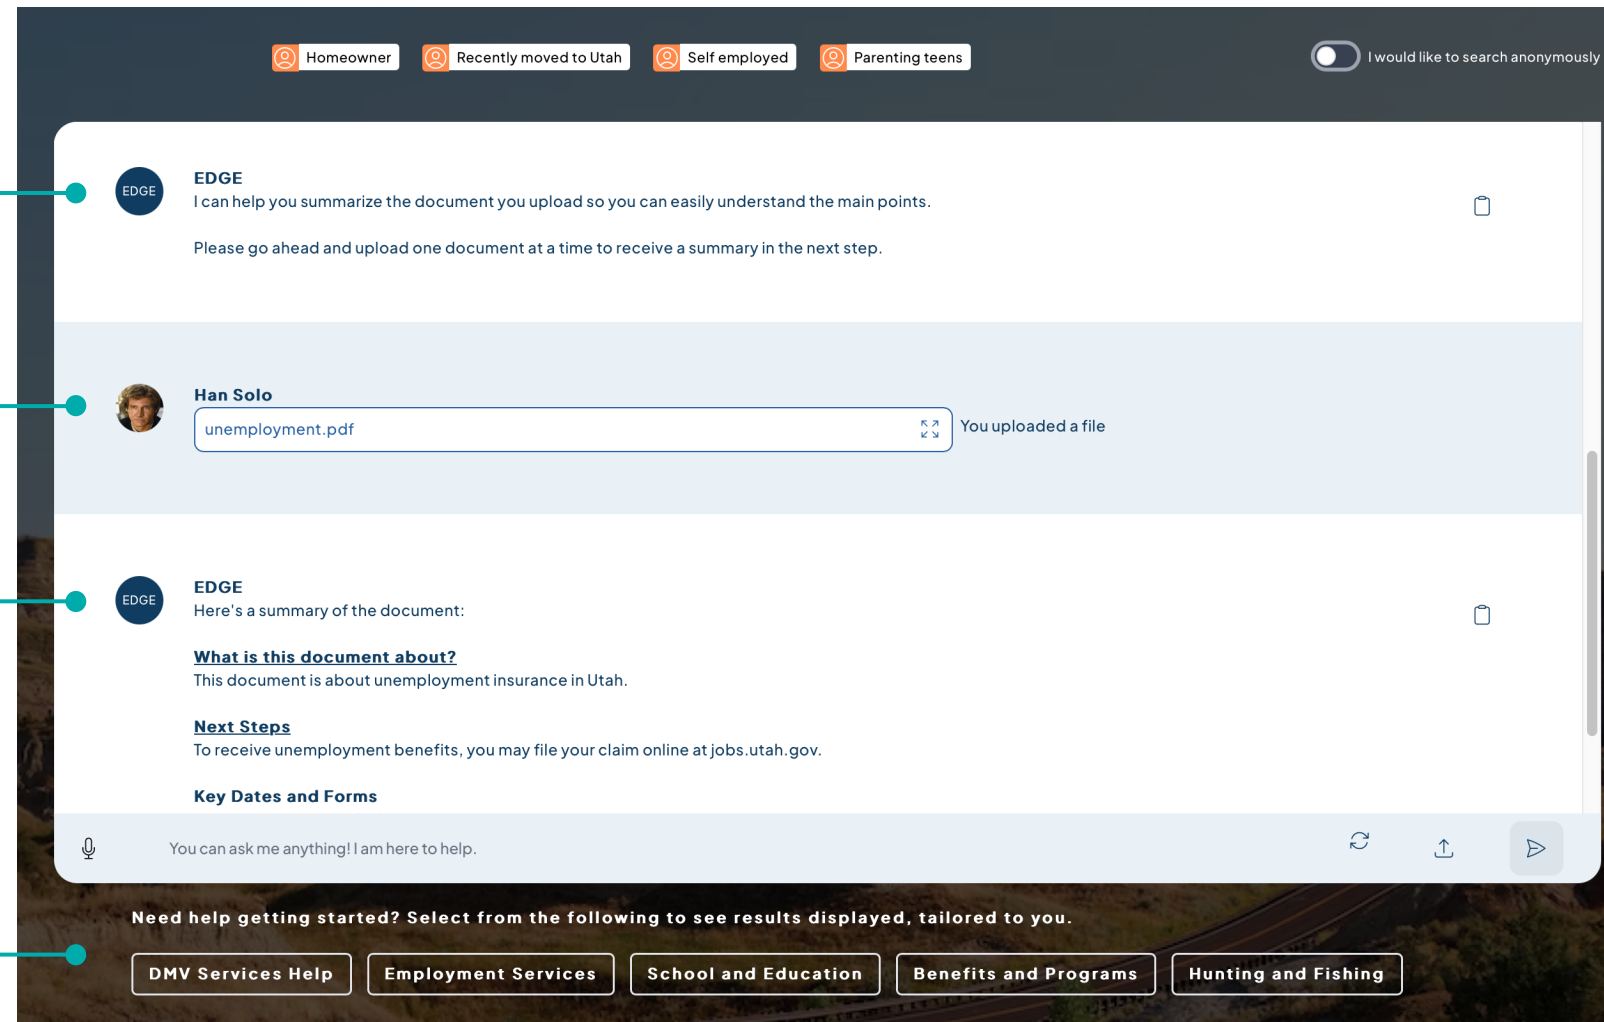 Homeowner
Recently moved to Utah
Self employed
Parenting teens
I would like to search anonymously
EDGE
EDGE
I can help you summarize the document you upload so you can easily understand the main points.
Please go ahead and upload one document at a time to receive a summary in the next step.
Han Solo
unemployment.pdf
You uploaded a file
EDGE
EDGE
Here's a summary of the document:
What is this document about?
This document is about unemployment insurance in Utah.
Next Steps
To receive unemployment benefits, you may file your claim online at jobs.utah.gov.
Key Dates and Forms
You can ask me anything! I am here to help.
Need help getting started? Select from the following to see results displayed, tailored to you.
DMV Services Help
Employment Services
School and Education
Benefits and Programs
Hunting and Fishing